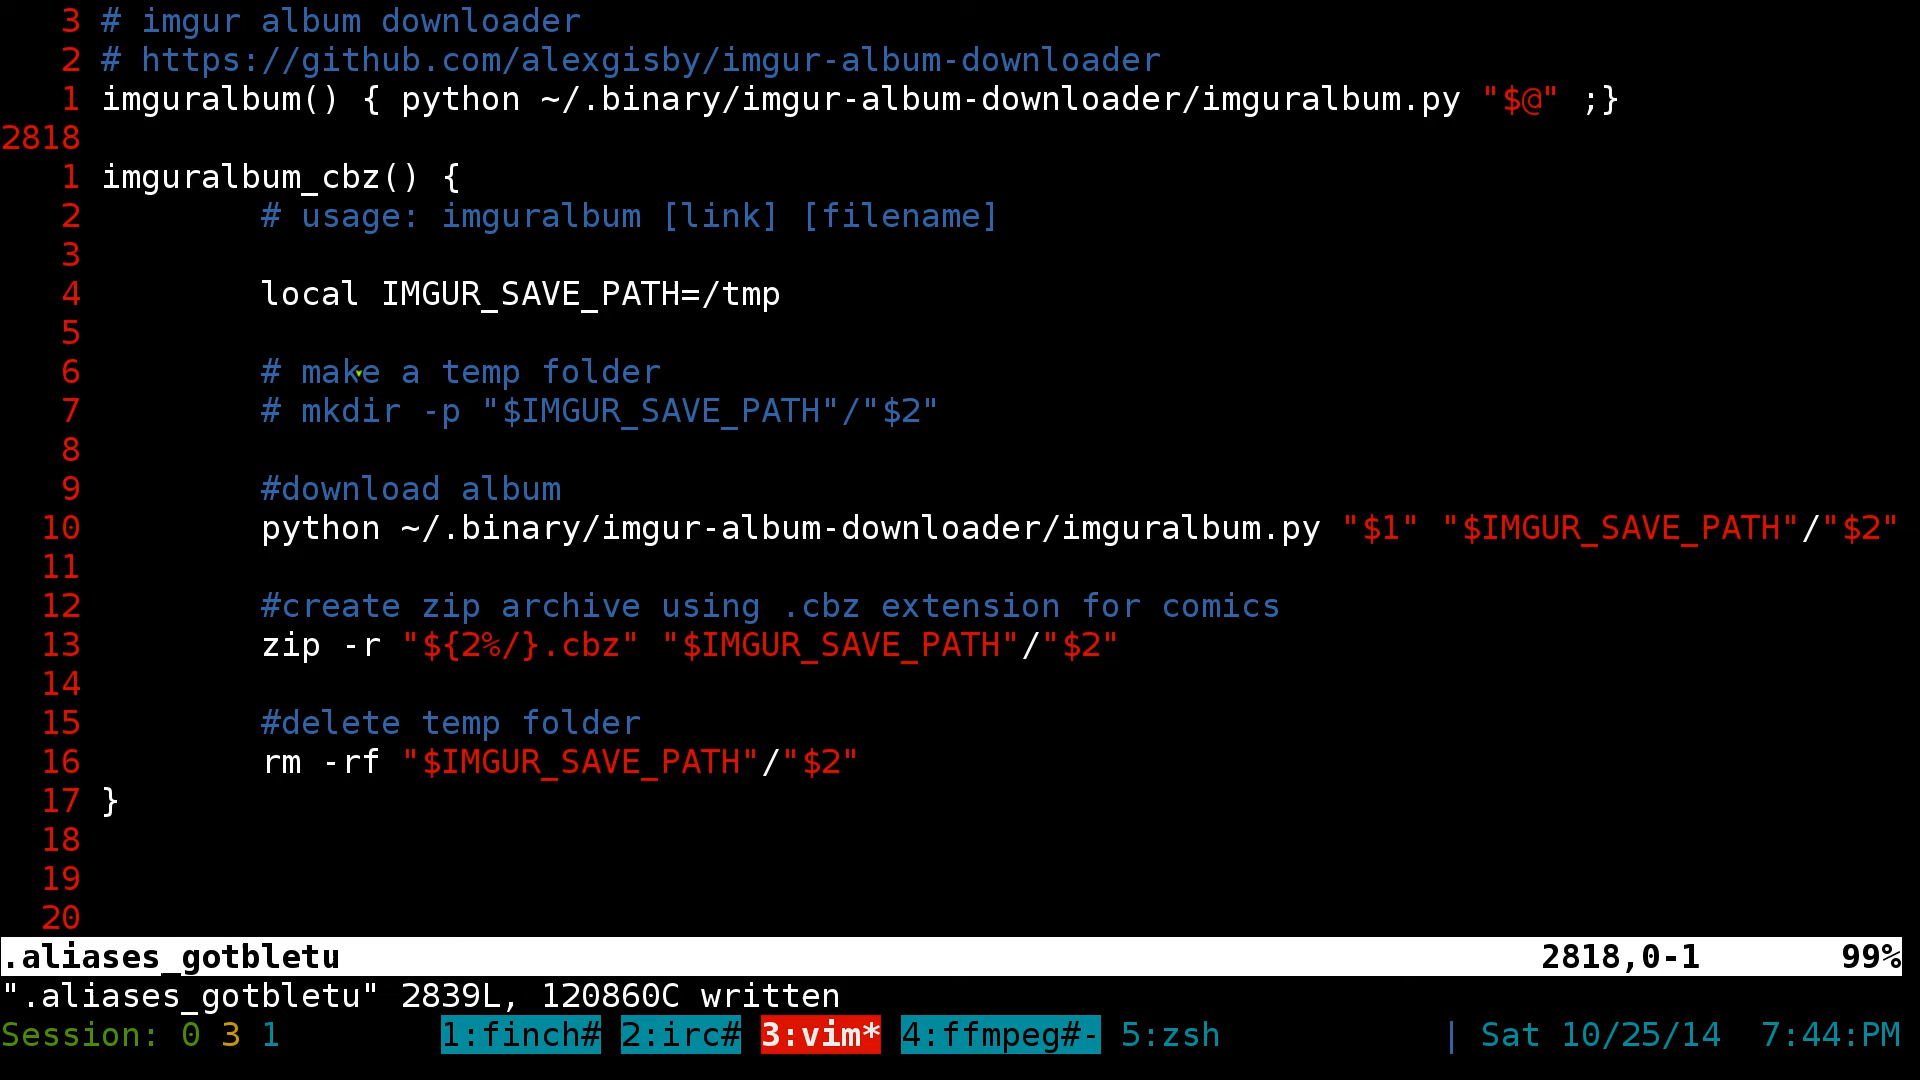 3 # imgur album downloader
2 # https://github.com/alexgisby/imgur-album-downloader
1 imguralbum() { python ~/.binary/imgur-album-downloader/imguralbum.py "$@" ;}
2818
1 imguralbum_cbz() {
2 # usage: imguralbum [link] [filename]
3
4 local IMGUR_SAVE_PATH=/tmp
5
6 # make a temp folder
7 # mkdir -p "$IMGUR_SAVE_PATH"/"$2"
8
9 #download album
10 python ~/.binary/imgur-album-downloader/imguralbum.py "$1" "$IMGUR_SAVE_PATH"/"$2"
11
12 #create zip archive using .cbz extension for comics
13 zip -r "${2%/}.cbz" "$IMGUR_SAVE_PATH"/"$2"
14
15 #delete temp folder
16 rm -rf "$IMGUR_SAVE_PATH"/"$2"
17 }
18
19
20
.aliases_gotbletu 2818,0-1 99%
".aliases_gotbletu" 2839L, 120860C written
Session: 0 3 1 1:finch# 2:irc# 3:vim* 4:ffmpeg#- 5:zsh | Sat 10/25/14 7:44:PM